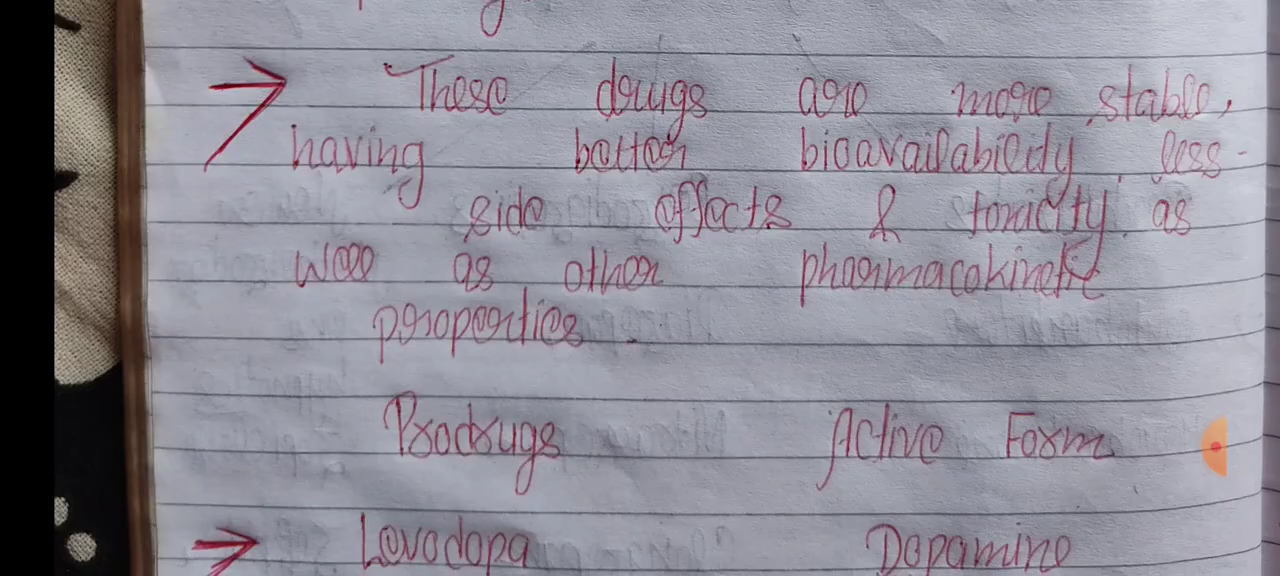 → These drugs are more stable,
having better bioavailability, less
side effects & toxicity as
well as other pharmacokinetic
properties.
Prodrugs Active Form
→ Levodopa Dopamine